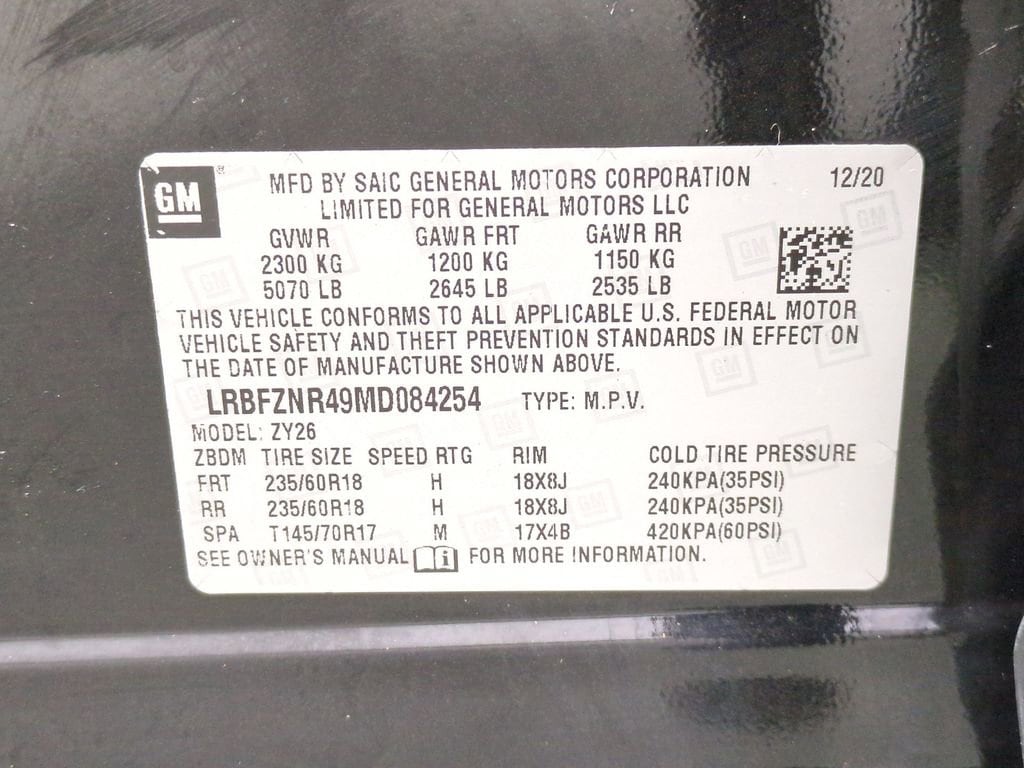 GM ® MFD BY SAIC GENERAL MOTORS CORPORATION 12/20
LIMITED FOR GENERAL MOTORS LLC
GVWR GAWR FRT GAWR RR
2300 KG 1200 KG 1150 KG
5070 LB 2645 LB 2535 LB
THIS VEHICLE CONFORMS TO ALL APPLICABLE U.S. FEDERAL MOTOR
VEHICLE SAFETY AND THEFT PREVENTION STANDARDS IN EFFECT ON
THE DATE OF MANUFACTURE SHOWN ABOVE.
LRBFZNR49MD084254 TYPE: M.P.V.
MODEL: ZY26
ZBDM TIRE SIZE SPEED RTG RIM COLD TIRE PRESSURE
FRT 235/60R18 H 18X8J 240KPA(35PSI)
RR 235/60R18 H 18X8J 240KPA(35PSI)
SPA T145/70R17 M 17X4B 420KPA(60PSI)
SEE OWNER'S MANUAL i FOR MORE INFORMATION.